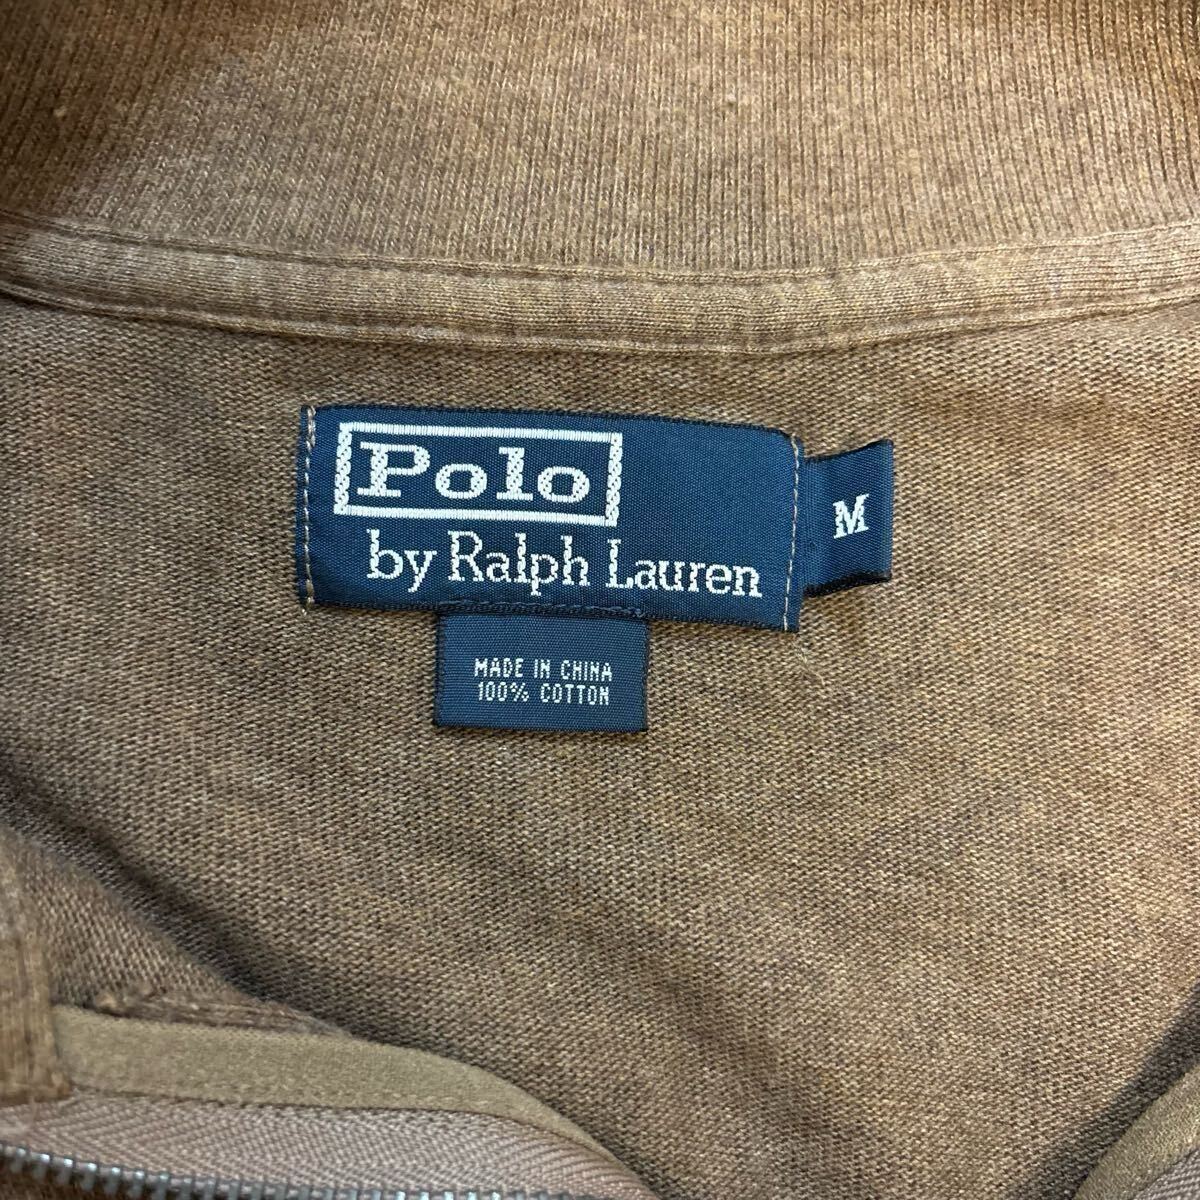 Polo
by Ralph Lauren
M
MADE IN CHINA
100% COTTON